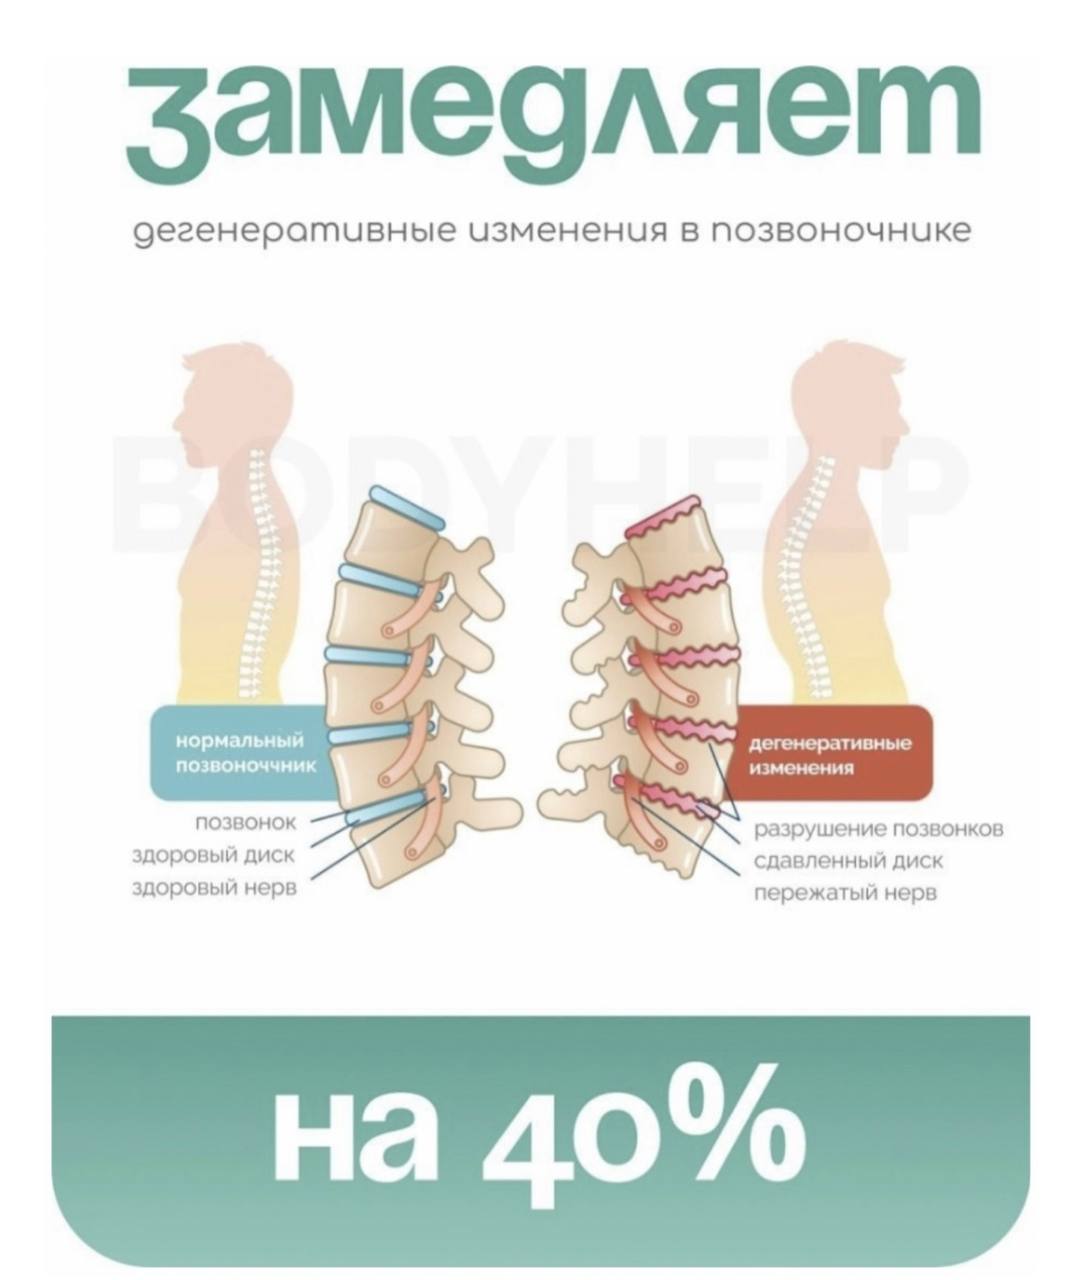 замедляет
дегенеративные изменения в позвоночнике
BODYHELP
нормальный
позвоноччник
позвонок
здоровый диск
здоровый нерв
дегенеративные
изменения
разрушение позвонков
сдавленный диск
пережатый нерв
на 40%